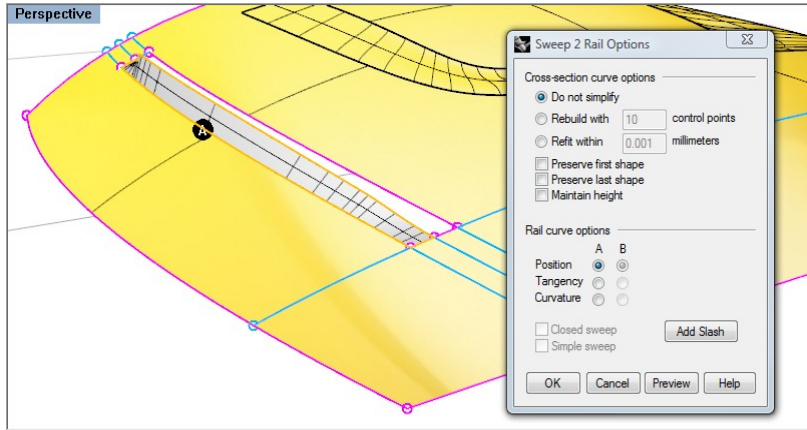 Perspective
Sweep 2 Rail Options
Cross-section curve options
Do not simplify
Rebuild with 10 control points
Refit within 0.001 millimeters
Preserve first shape
Preserve last shape
Maintain height
Rail curve options
A B
Position
Tangency
Curvature
Closed sweep
Add Slash
Simple sweep
OK Cancel Preview Help
A